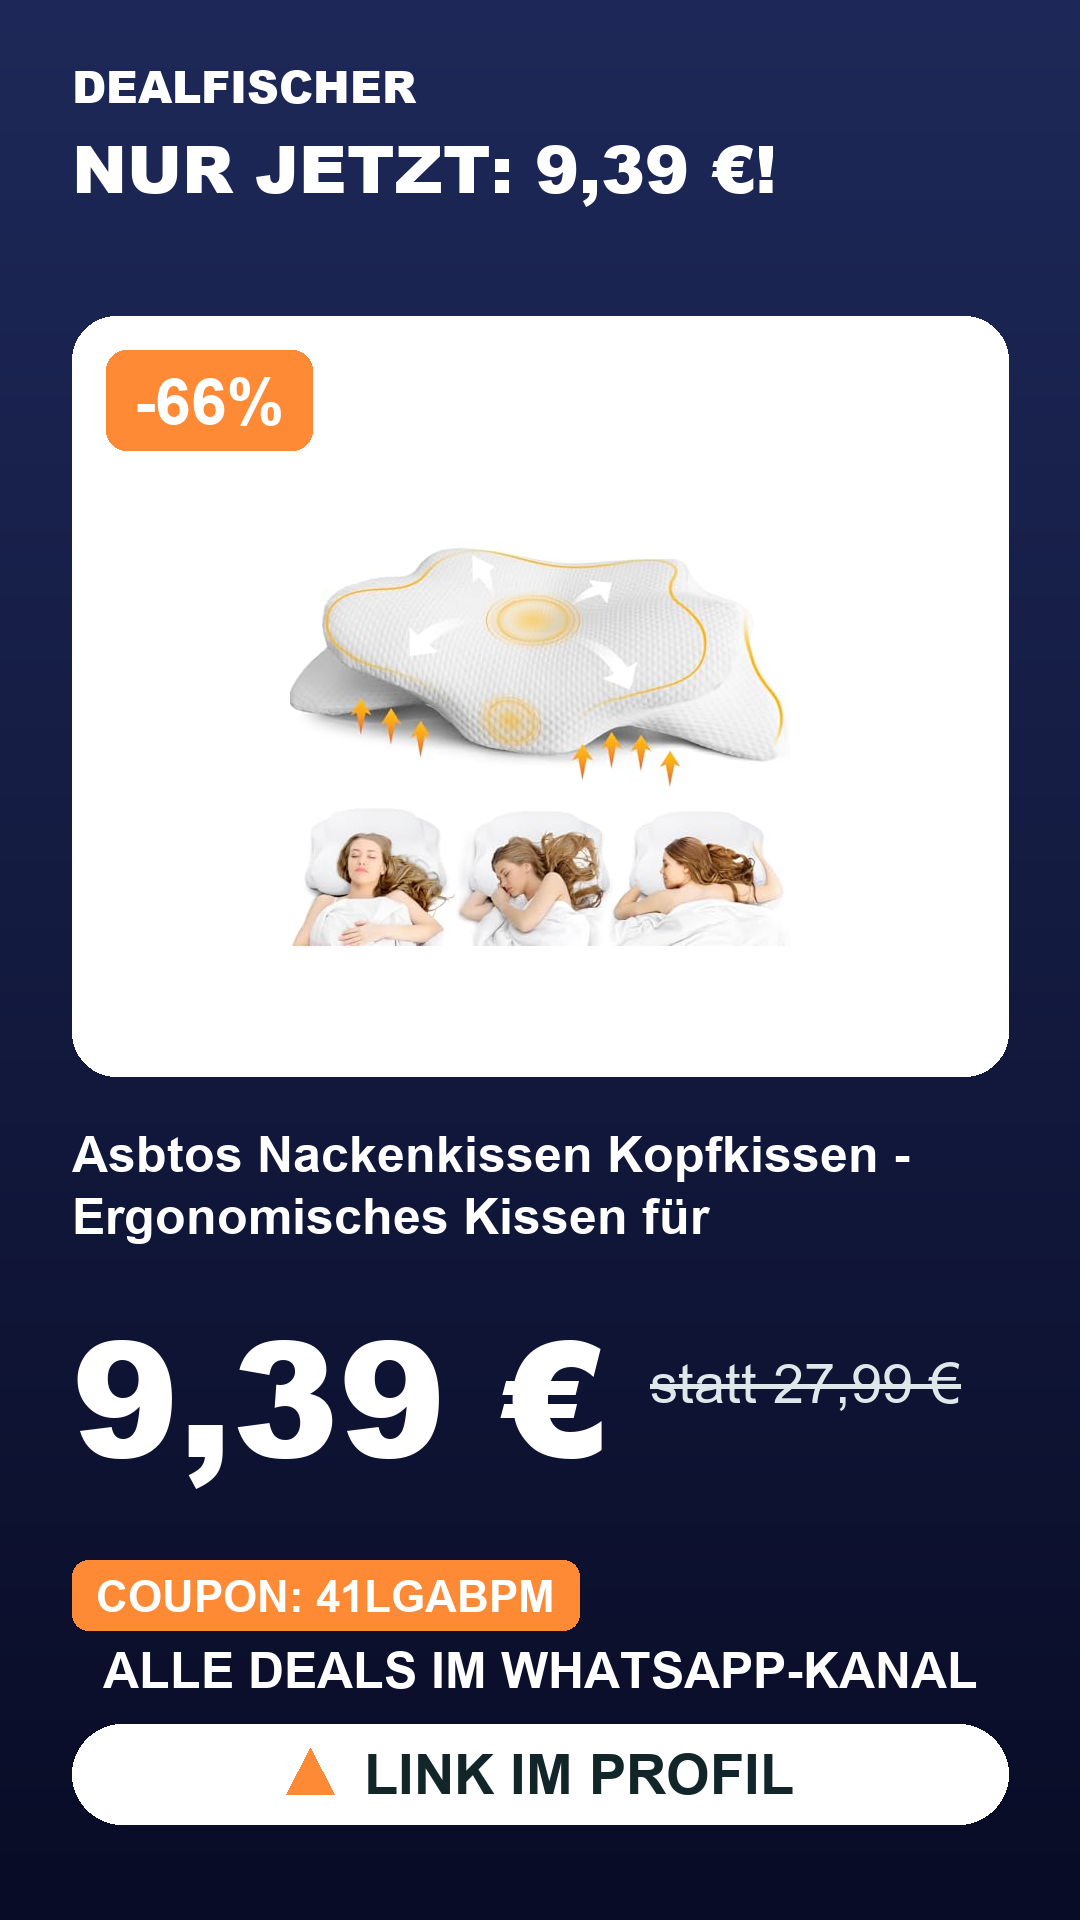 DEALFISCHER
NUR JETZT: 9,39 €!
-66%
Asbtos Nackenkissen Kopfkissen -
Ergonomisches Kissen für
9,39 € statt 27,99 €
COUPON: 41LGABPM
ALLE DEALS IM WHATSAPP-KANAL
LINK IM PROFIL